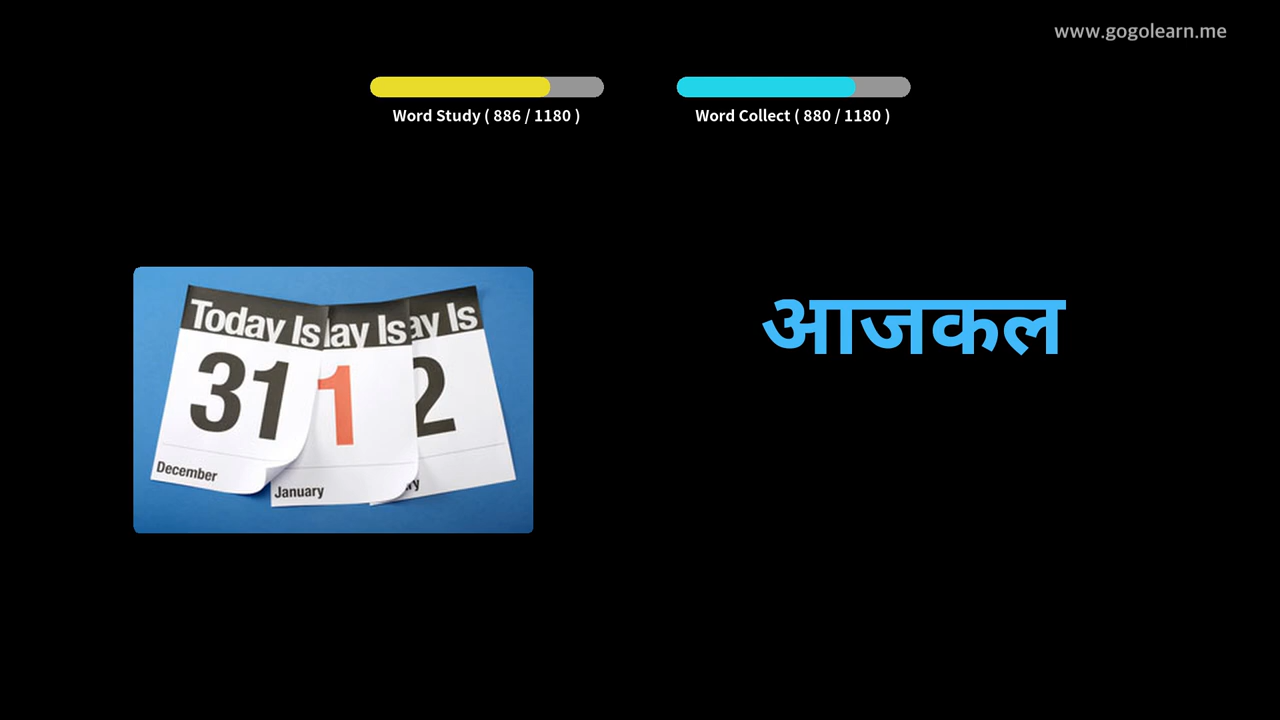 www.gogolearn.me
Word Study ( 886 / 1180 )
Word Collect ( 880 / 1180 )
आजकल
Today Is
31
December
ay Is
1
January
ay Is
2
ry